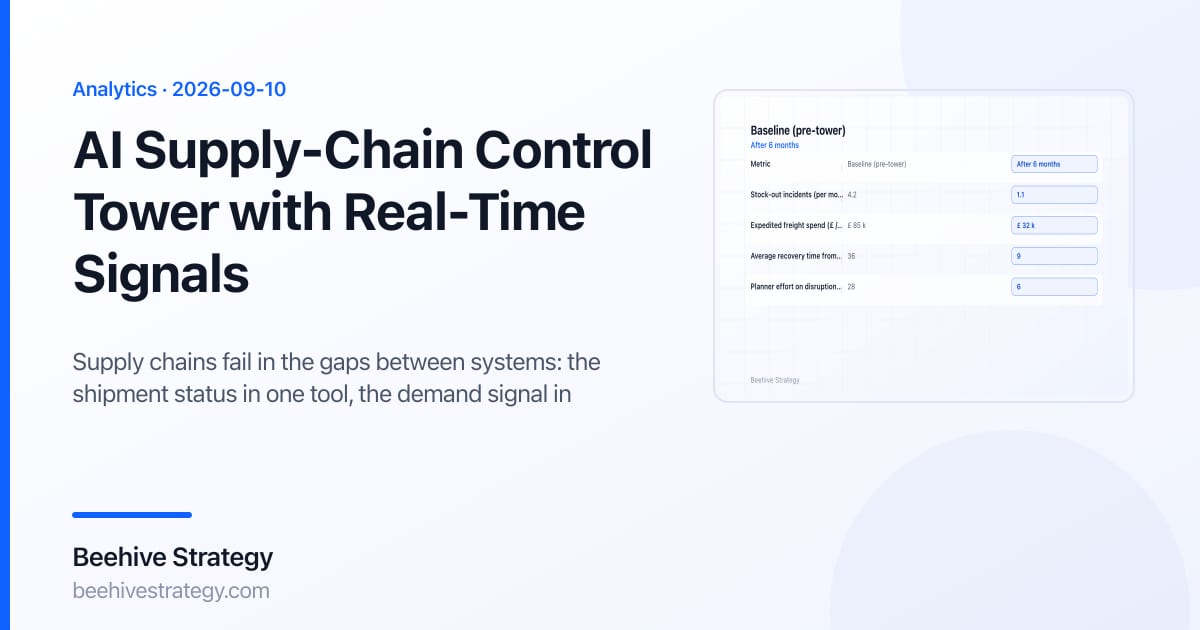 Analytics · 2026-09-10
AI Supply-Chain Control
Tower with Real-Time
Signals
Supply chains fail in the gaps between systems: the
shipment status in one tool, the demand signal in
Beehive Strategy
beehivestrategy.com
Baseline (pre-tower)
After 6 months
Metric Baseline (pre-tower) After 6 months
Stock-out incidents (per mo... 4.2 1.1
Expedited freight spend (£ /... £ 85 k £ 32 k
Average recovery time from... 36 9
Planner effort on disruption... 28 6
Beehive Strategy